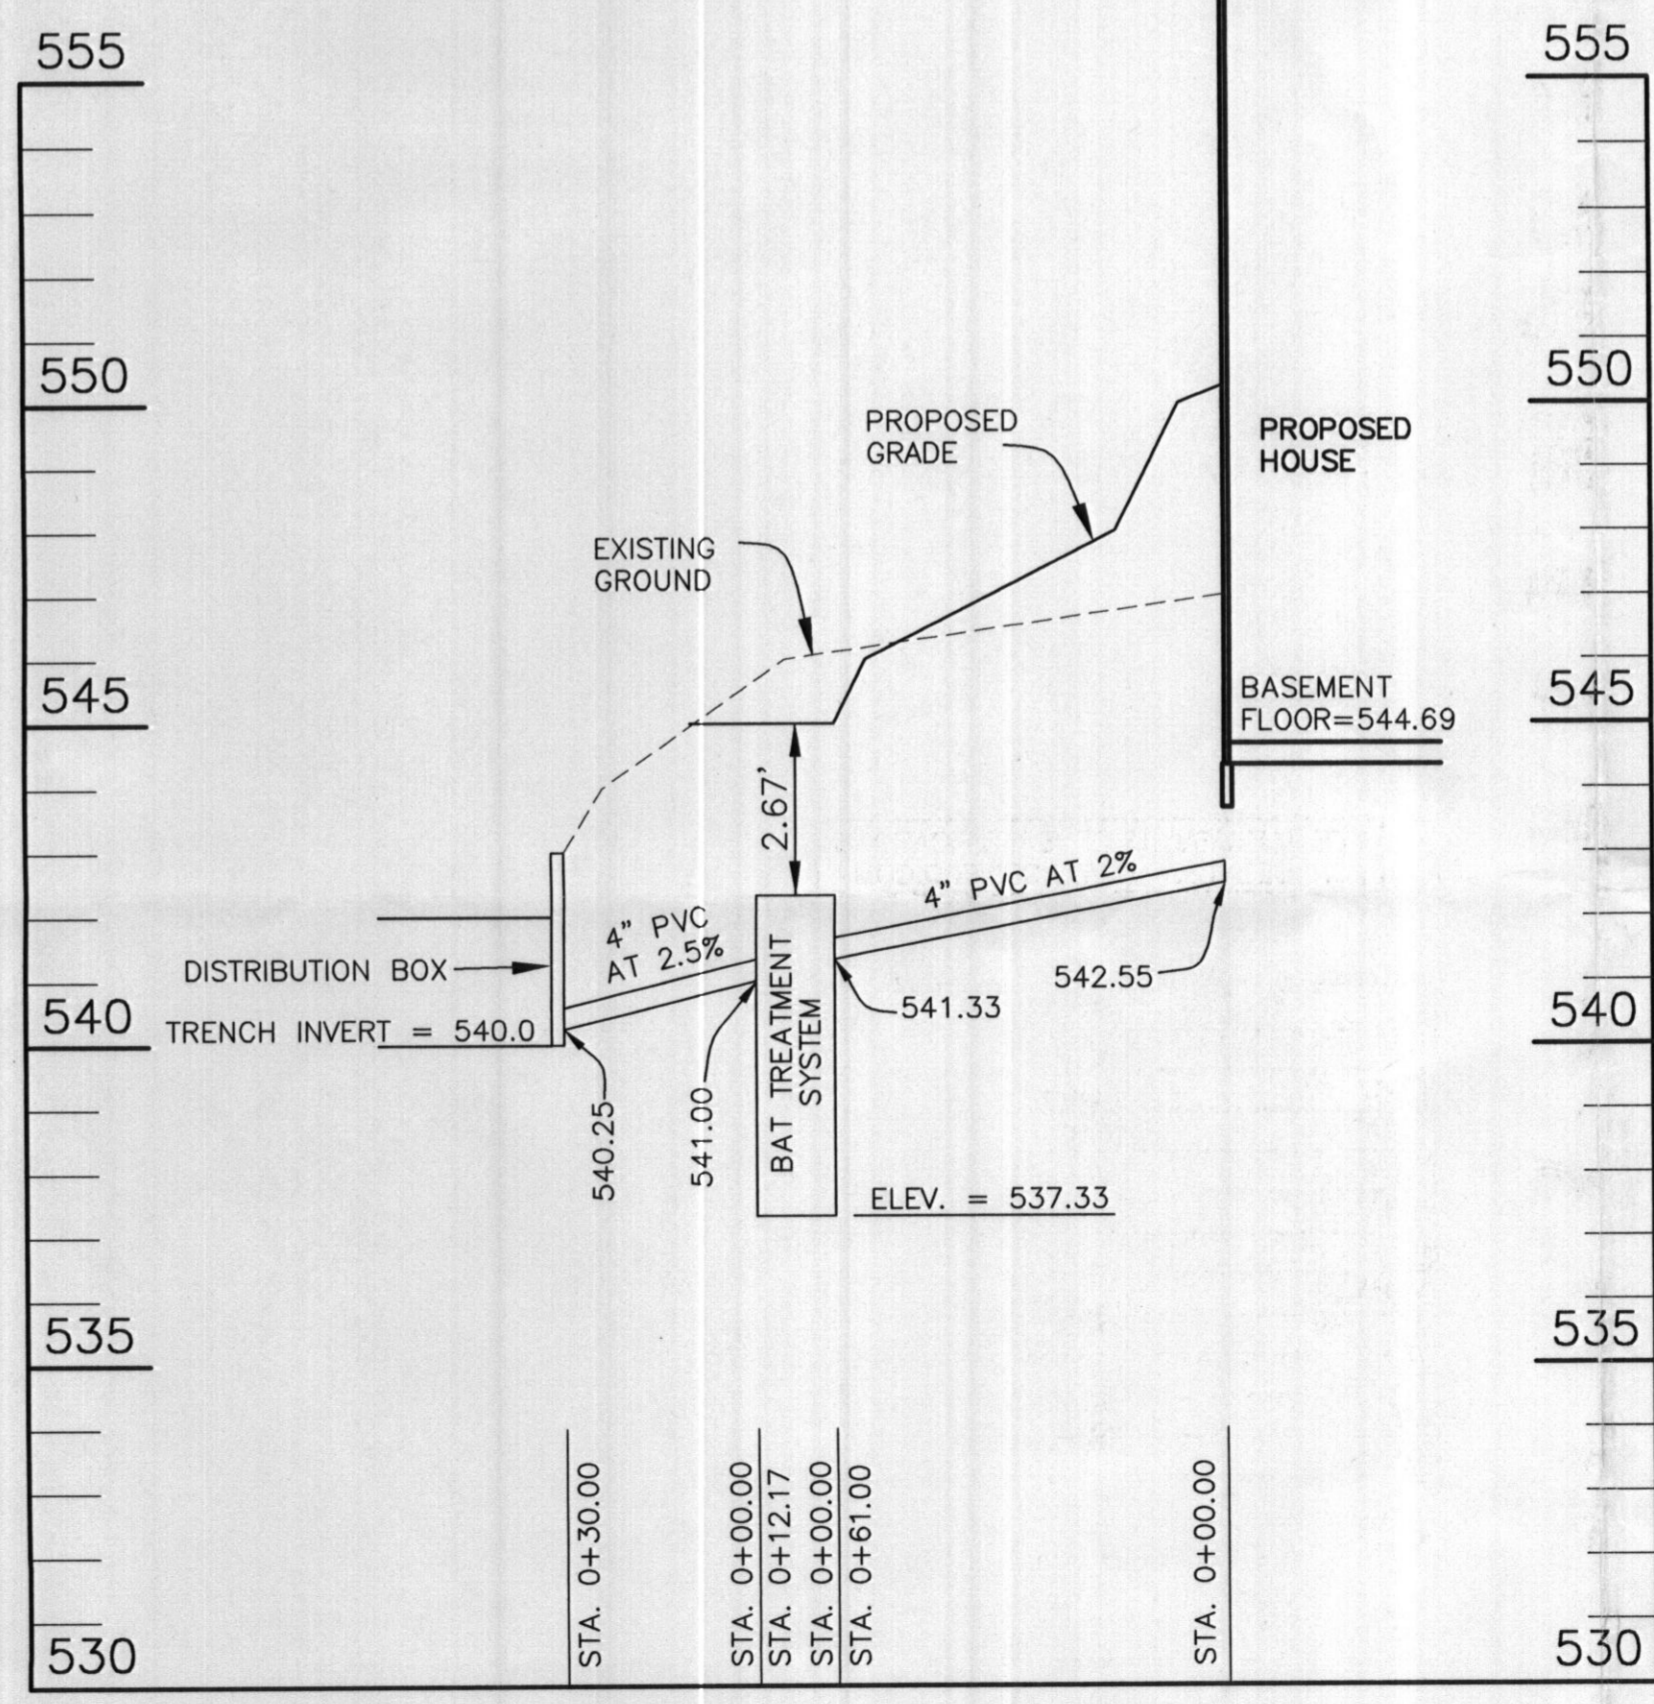 555
555
550
550
PROPOSED
GRADE
PROPOSED
HOUSE
EXISTING
GROUND
545
BASEMENT
FLOOR=544.69
545
2.67'
4" PVC AT 2%
4" PVC
AT 2.5%
DISTRIBUTION BOX
542.55
541.33
540
TRENCH INVERT = 540.0
540
BAT TREATMENT
SYSTEM
540.25
541.00
ELEV. = 537.33
535
535
STA. 0+30.00
STA. 0+00.00
STA. 0+12.17
STA. 0+00.00
STA. 0+61.00
STA. 0+00.00
530
530